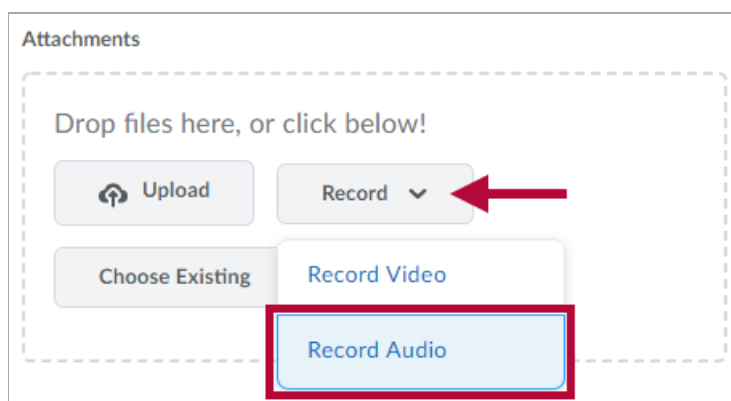 Attachments
Drop files here, or click below!
Upload
Record
Choose Existing
Record Video
Record Audio